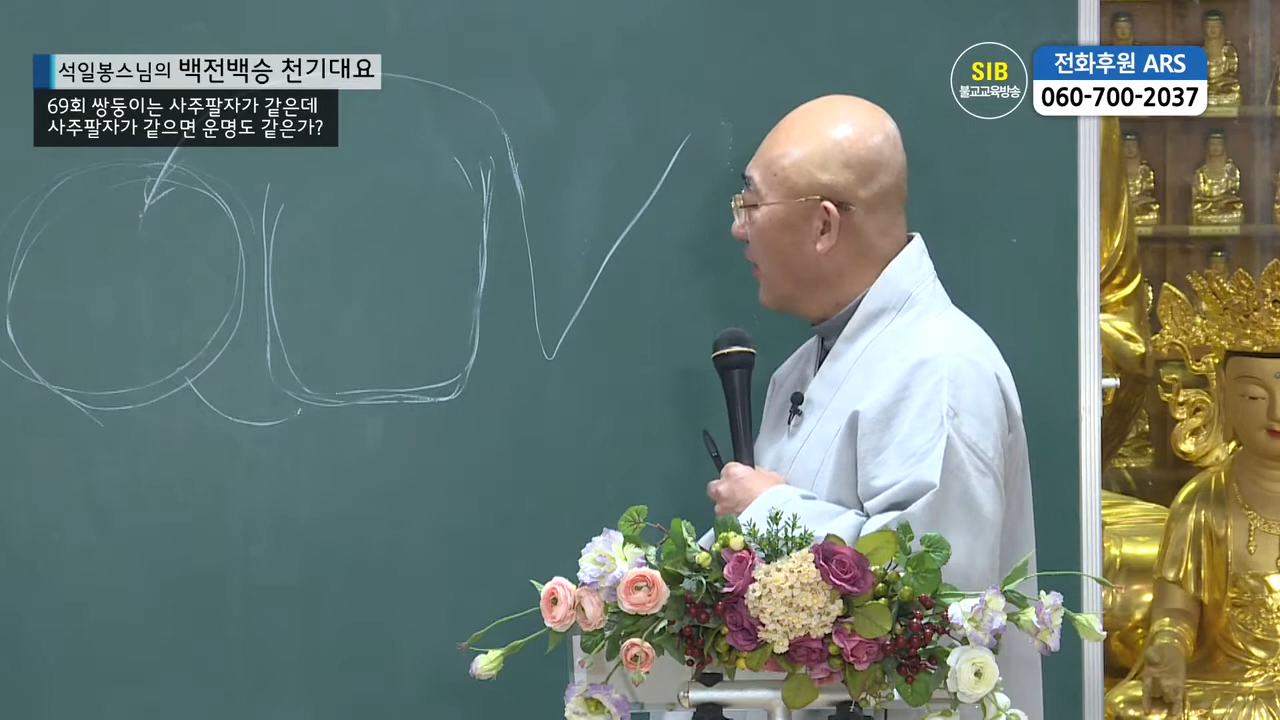 석일봉스님의 백전백승 천기대요
69회 쌍둥이는 사주팔자가 같은데
사주팔자가 같으면 운명도 같은가?
SIB
불교교육방송
전화후원 ARS
060-700-2037